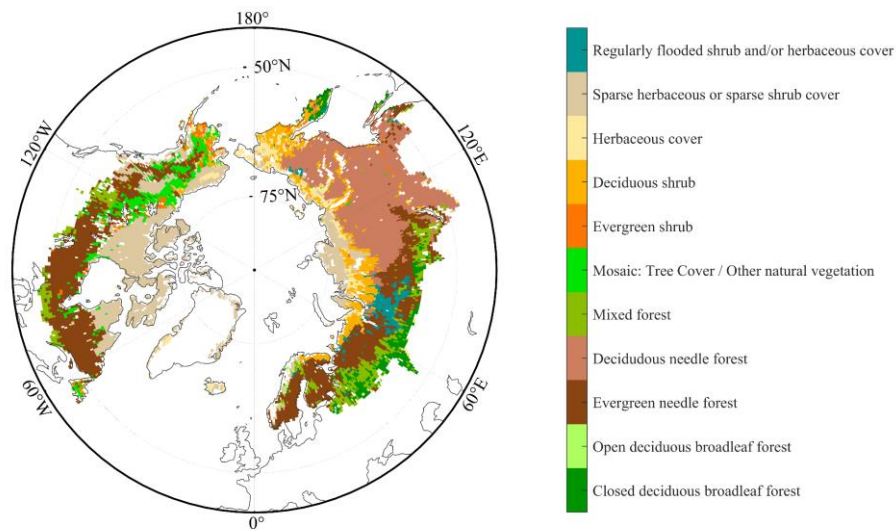 180°
50°N
120°W
120°E
75°N
60°W
60°E
0°
Regularly flooded shrub and/or herbaceous cover
Sparse herbaceous or sparse shrub cover
Herbaceous cover
Deciduous shrub
Evergreen shrub
Mosaic: Tree Cover / Other natural vegetation
Mixed forest
Decidudous needle forest
Evergreen needle forest
Open deciduous broadleaf forest
Closed deciduous broadleaf forest